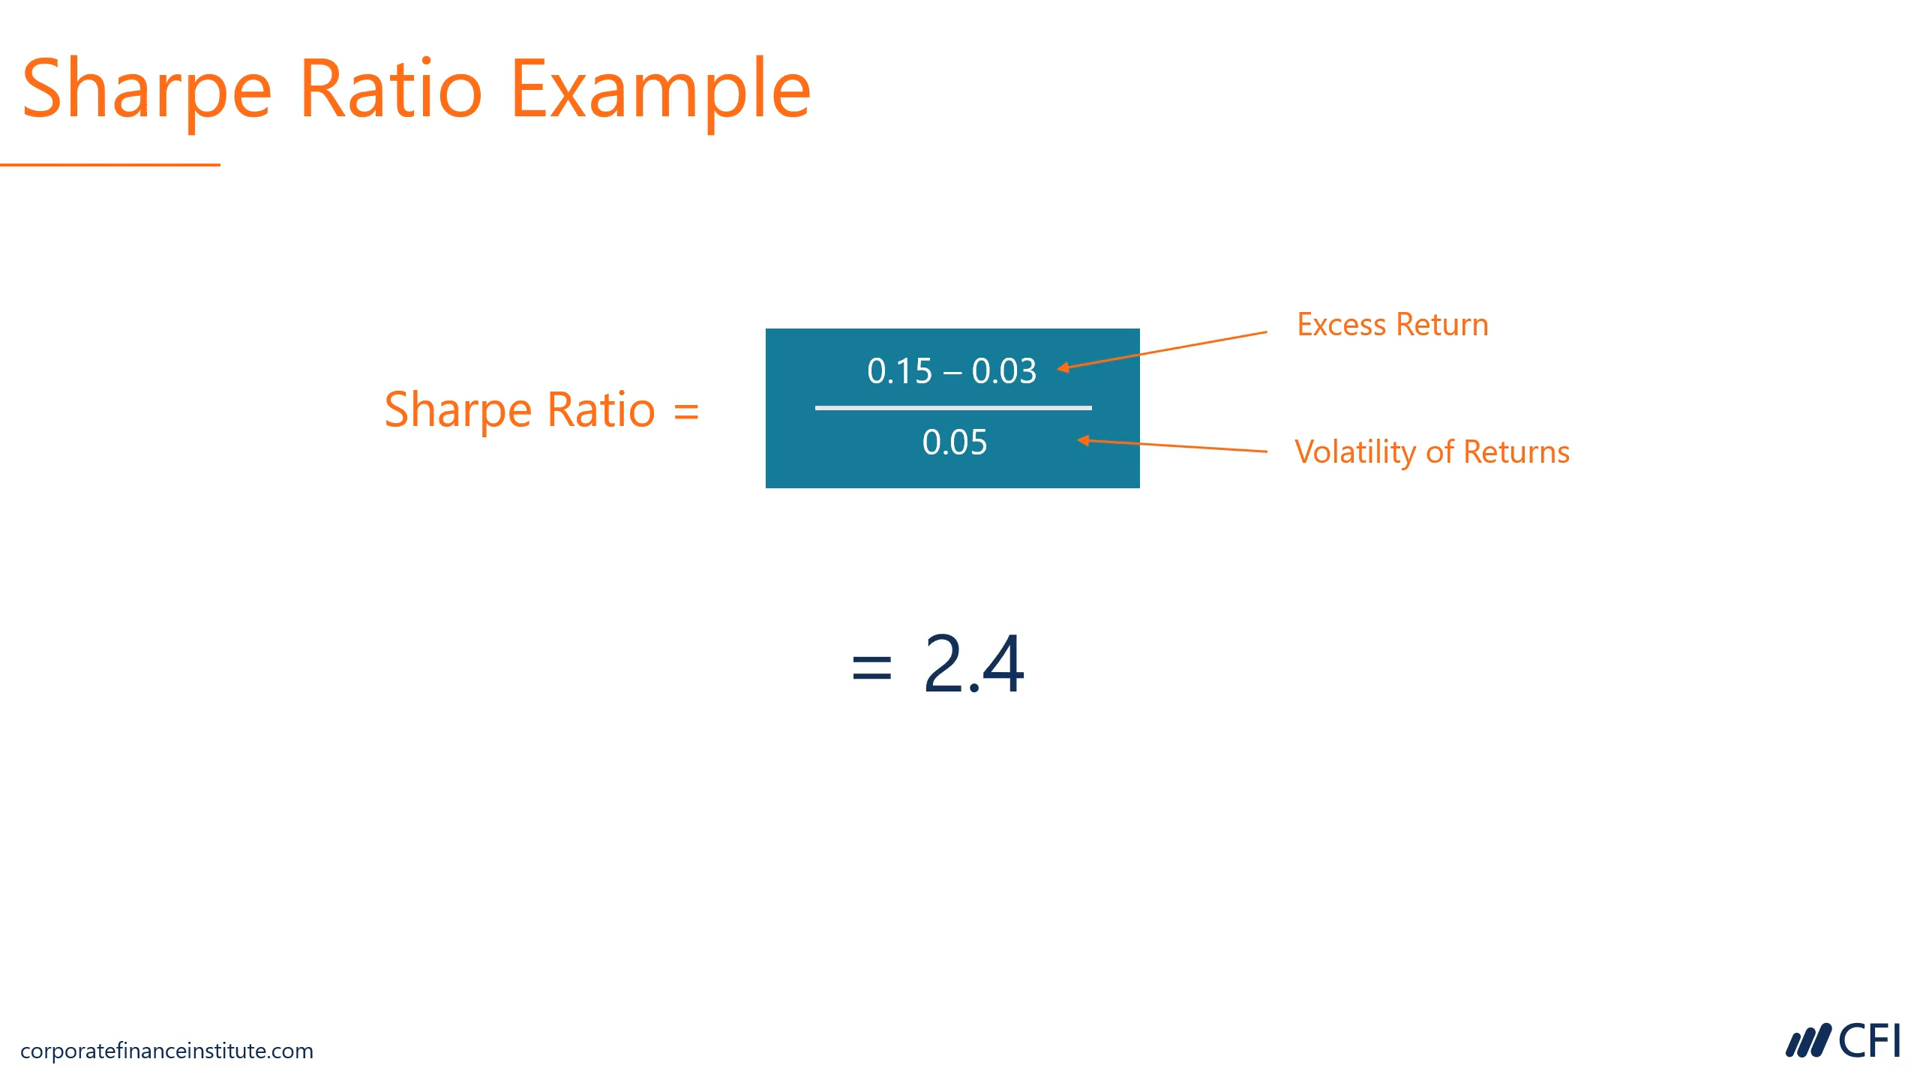 Sharpe Ratio Example
Excess Return
0.15 – 0.03
Sharpe Ratio =
0.05
Volatility of Returns
= 2.4
corporatefinanceinstitute.com
CFI